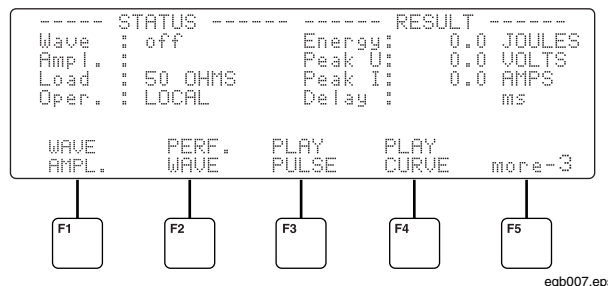 ----- STATUS ------ ------ RESULT ------
Wave : off Energy: 0.0 JOULES
Ampl. : Peak U: 0.0 VOLTS
Load : 50 OHMS Peak I: 0.0 AMPS
Oper. : LOCAL Delay : ms
WAVE PERF. PLAY PLAY
AMPL. WAVE PULSE CURVE more-3
F1 F2 F3 F4 F5
egb007.eps